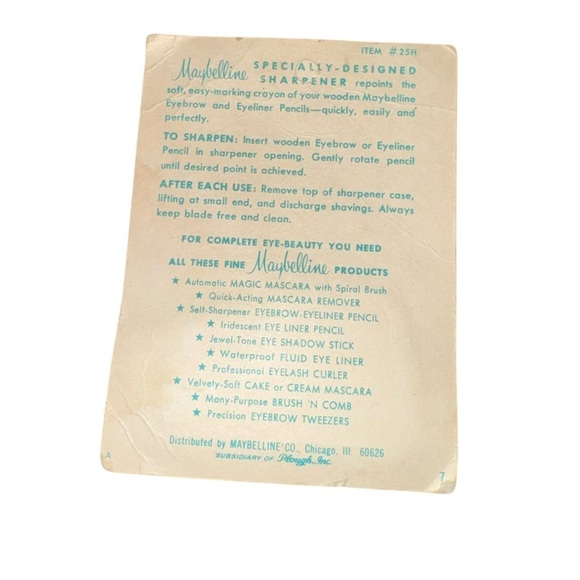 ITEM #25H
Maybelline SPECIALLY-DESIGNED
SHARPENER repoints the
soft, easy-marking crayon of your wooden Maybelline
Eyebrow and Eyeliner Pencils—quickly, easily and
perfectly.
TO SHARPEN: Insert wooden Eyebrow or Eyeliner
Pencil in sharpener opening. Gently rotate pencil
until desired point is achieved.
AFTER EACH USE: Remove top of sharpener case,
lifting at small end, and discharge shavings. Always
keep blade free and clean.
FOR COMPLETE EYE-BEAUTY YOU NEED
ALL THESE FINE Maybelline PRODUCTS
★ Automatic MAGIC MASCARA with Spiral Brush
★ Quick-Acting MASCARA REMOVER
★ Self-Sharpener EYEBROW-EYELINER PENCIL
★ Iridescent EYE LINER PENCIL
★ Jewel-Tone EYE SHADOW STICK
★ Waterproof FLUID EYE LINER
★ Professional EYELASH CURLER
★ Velvety-Soft CAKE or CREAM MASCARA
★ Many-Purpose BRUSH 'N COMB
★ Precision EYEBROW TWEEZERS
Distributed by MAYBELLINE CO., Chicago, Ill. 60626
SUBSIDIARY OF Plough, Inc.
A 7